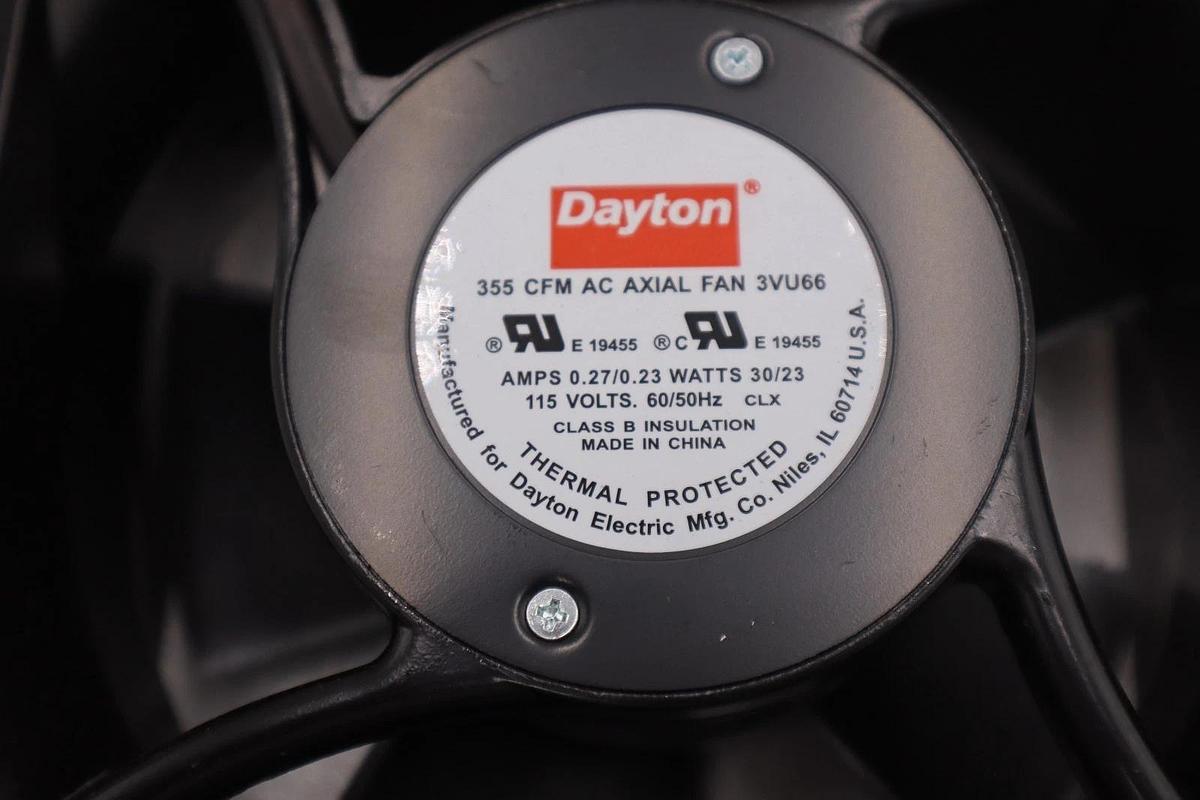 Dayton®
355 CFM AC AXIAL FAN 3VU66
® RU E 19455 ® C RU E 19455
AMPS 0.27/0.23 WATTS 30/23
115 VOLTS. 60/50Hz CLX
CLASS B INSULATION
MADE IN CHINA
THERMAL PROTECTED
Manufactured for Dayton Electric Mfg. Co. Niles, IL 60714 U.S.A.